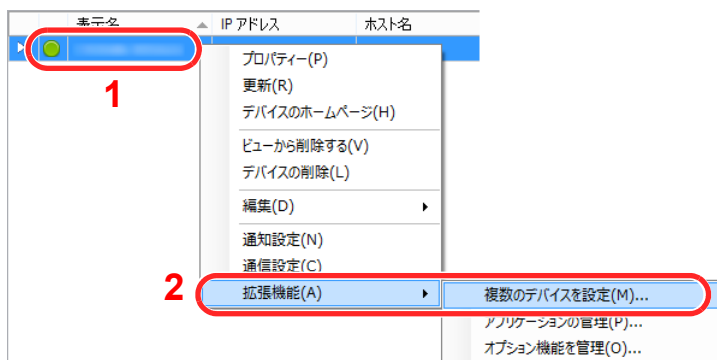 表示名 IP アドレス ホスト名
1
プロパティー(P)
更新(R)
デバイスのホームページ(H)
ビューから削除する(V)
デバイスの削除(L)
編集(D)
通知設定(N)
通信設定(C)
2 拡張機能(A) 複数のデバイスを設定(M)...
アプリケーションの管理(P)...
オプション機能を管理(O)...